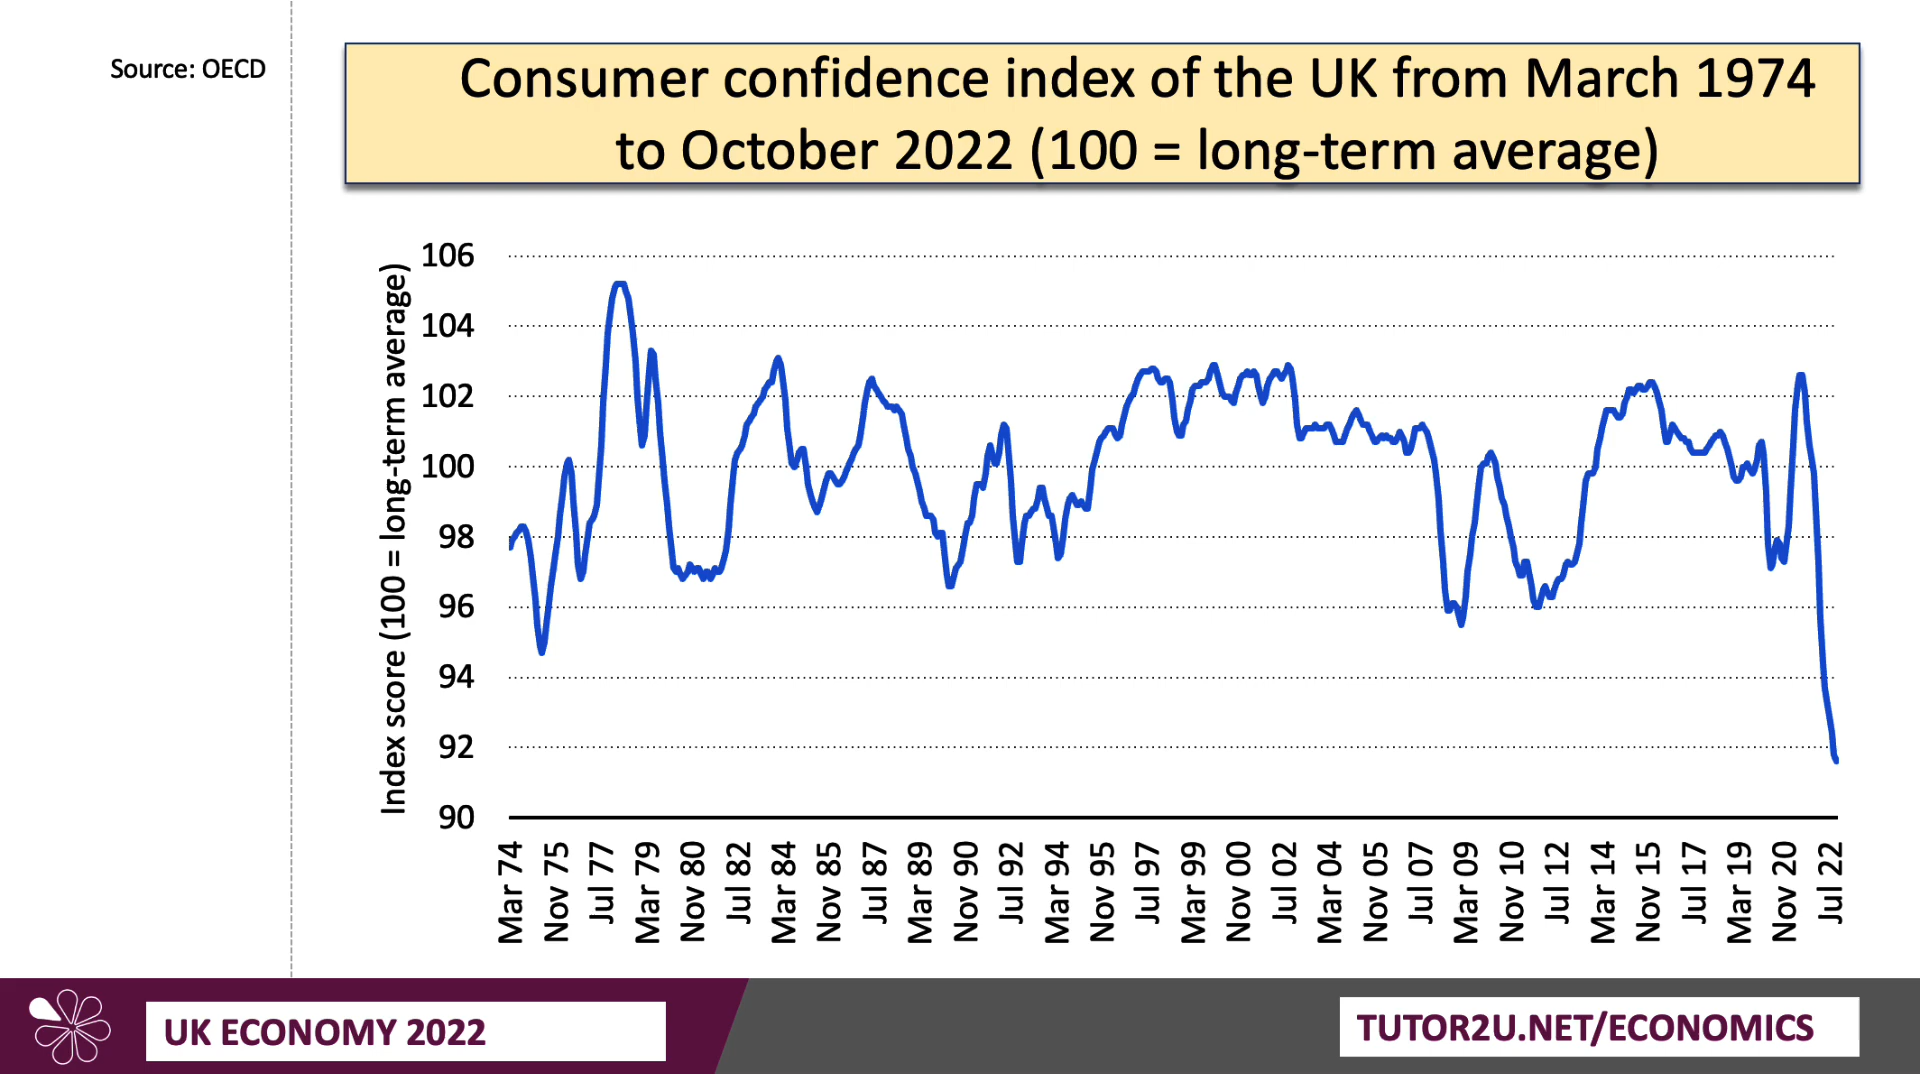 Source: OECD
Consumer confidence index of the UK from March 1974
to October 2022 (100 = long-term average)
Index score (100 = long-term average)
106
104
102
100
98
96
94
92
90
Mar 74
Nov 75
Jul 77
Mar 79
Nov 80
Jul 82
Mar 84
Nov 85
Jul 87
Mar 89
Nov 90
Jul 92
Mar 94
Nov 95
Jul 97
Mar 99
Nov 00
Jul 02
Mar 04
Nov 05
Jul 07
Mar 09
Nov 10
Jul 12
Mar 14
Nov 15
Jul 17
Mar 19
Nov 20
Jul 22
UK ECONOMY 2022
TUTOR2U.NET/ECONOMICS